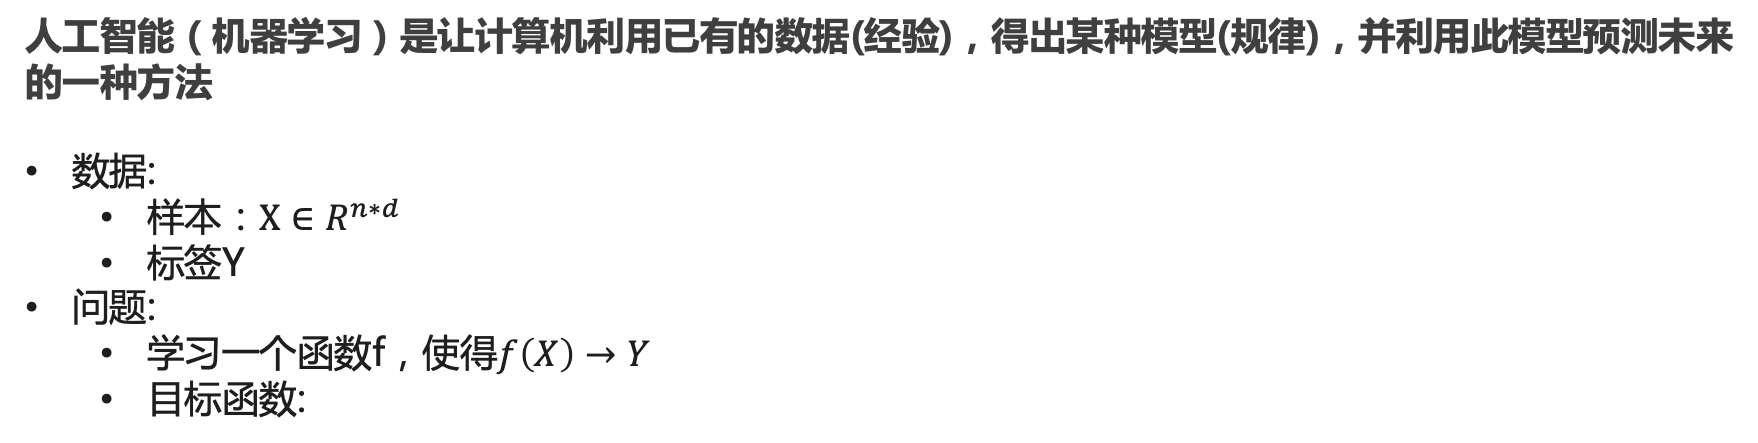 人工智能（机器学习）是让计算机利用已有的数据(经验)，得出某种模型(规律)，并利用此模型预测未来
的一种方法
• 数据:
• 样本：X ∈ R^{n*d}
• 标签Y
• 问题:
• 学习一个函数f，使得f(X) → Y
• 目标函数: